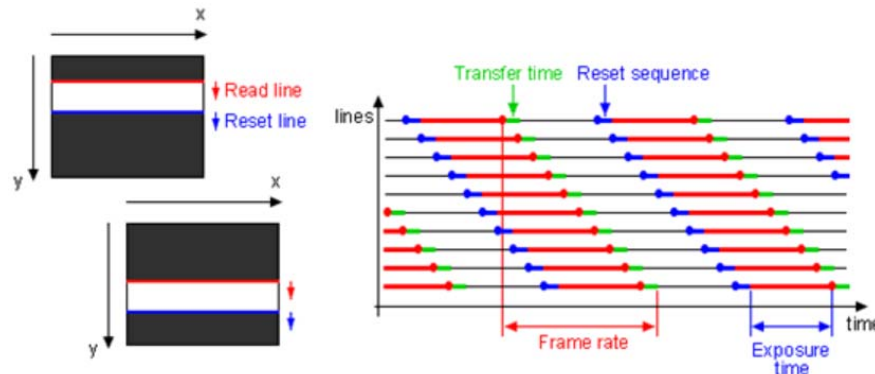 x
Read line
Reset line
y
x
y
Transfer time
Reset sequence
lines
time
Frame rate
Exposure
time